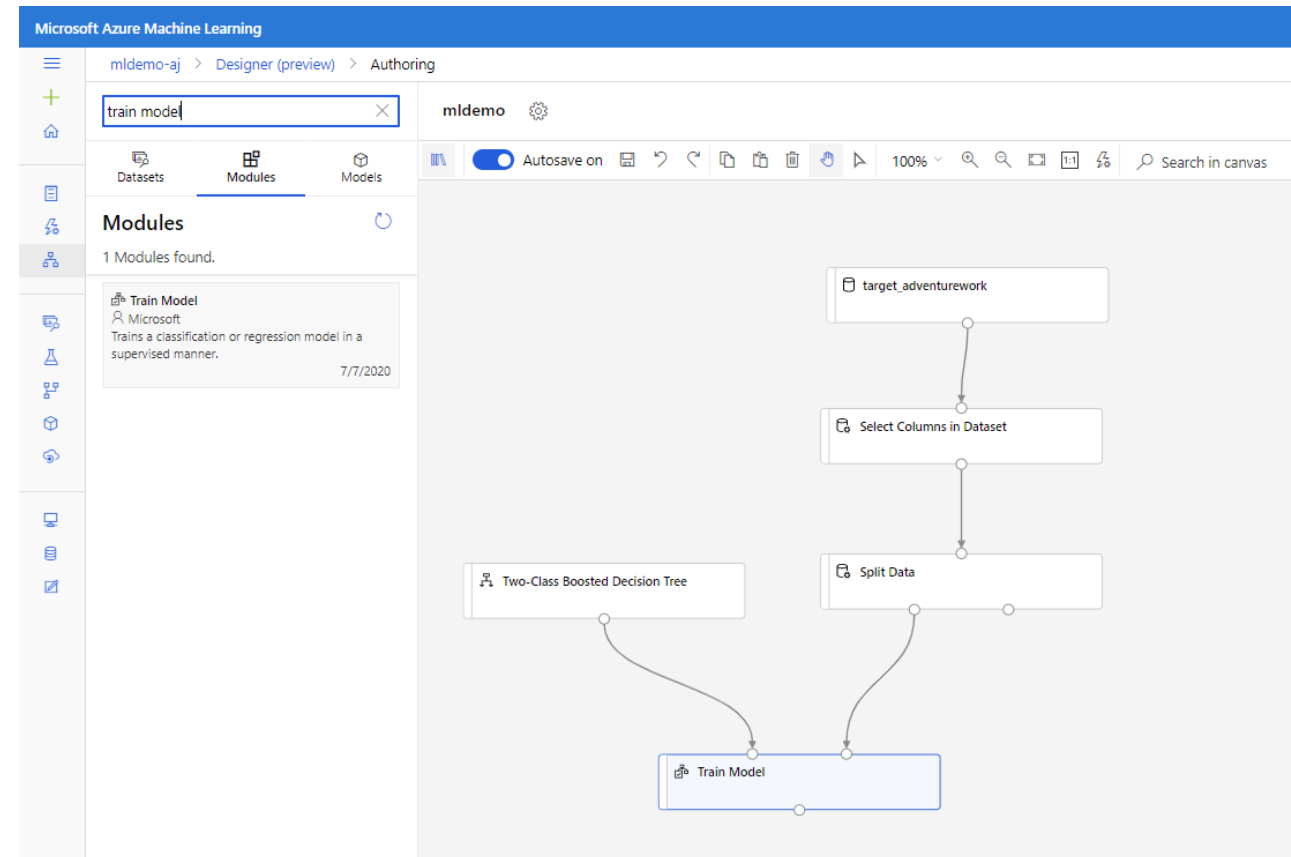 Microsoft Azure Machine Learning
mldemo-aj > Designer (preview) > Authoring
train model
mldemo
Datasets
Modules
Models
Autosave on
100%
1:1
Search in canvas
Modules
1 Modules found.
Train Model
Microsoft
Trains a classification or regression model in a
supervised manner.
7/7/2020
target_adventurework
Select Columns in Dataset
Two-Class Boosted Decision Tree
Split Data
Train Model